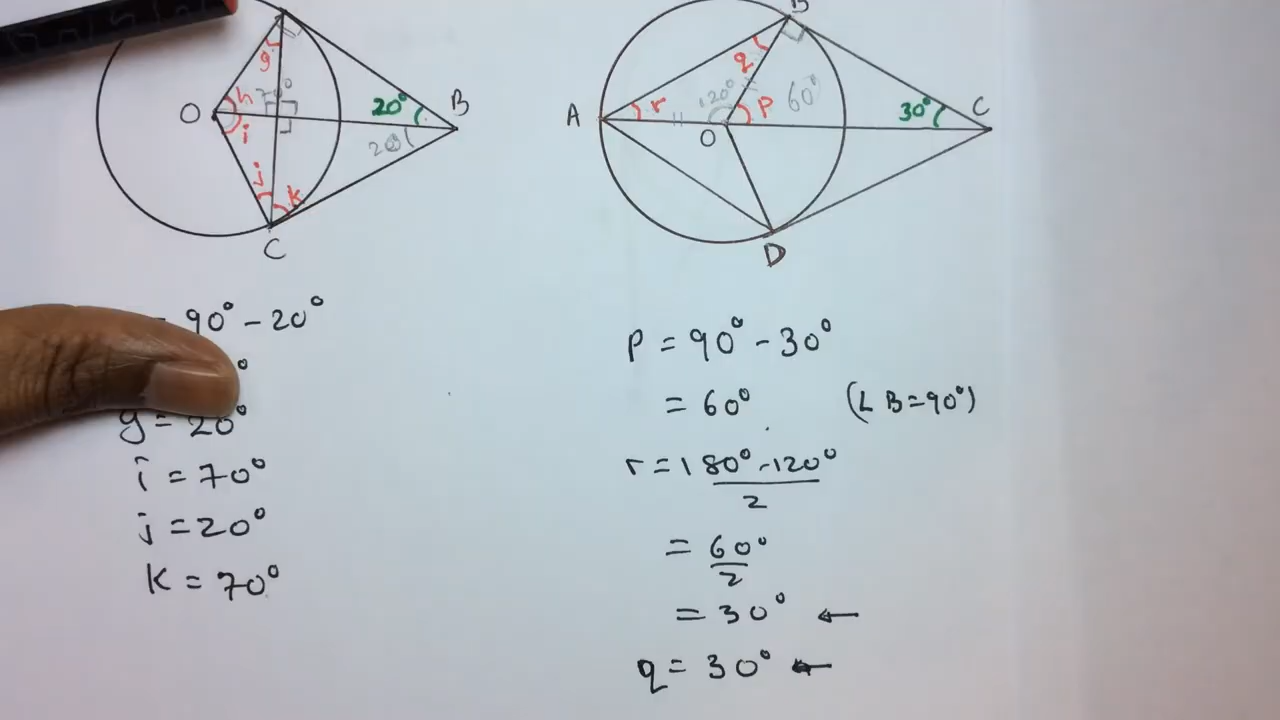 g
h
70°
O
i
j
k
20°
B
20°
C
B
q
r
120°
p
60°
A
O
30°
C
D
= 90° - 20°
°
g = 20°
i = 70°
j = 20°
k = 70°
p = 90° - 30°
= 60° (∠B = 90°)
r = 180° - 120°
2
= 60°
2
= 30° ←
q = 30° ←